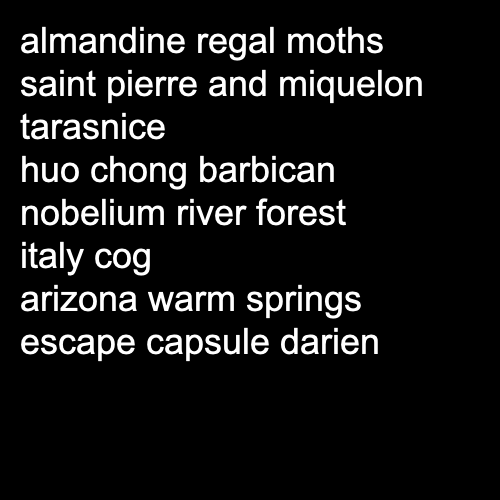 almandine regal moths
saint pierre and miquelon
tarasnice
huo chong barbican
nobelium river forest
italy cog
arizona warm springs
escape capsule darien